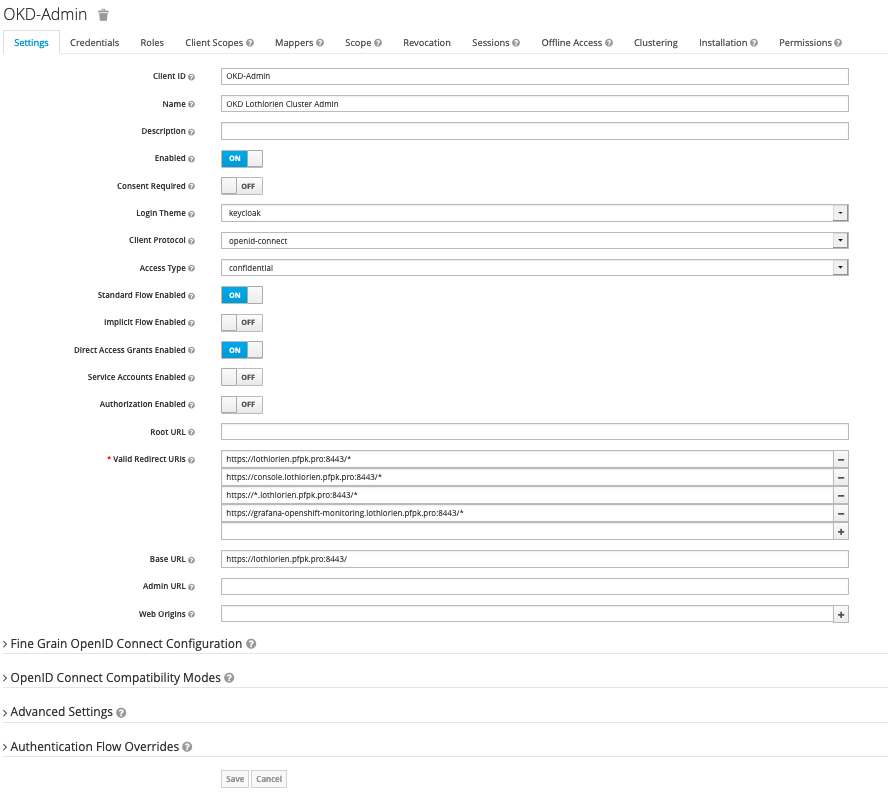 OKD-Admin
Settings Credentials Roles Client Scopes Mappers Scope Revocation Sessions Offline Access Clustering Installation Permissions
Client ID OKD-Admin
Name OKD Lothlorien Cluster Admin
Description
Enabled ON
Consent Required OFF
Login Theme keycloak
Client Protocol openid-connect
Access Type confidential
Standard Flow Enabled ON
Implicit Flow Enabled OFF
Direct Access Grants Enabled ON
Service Accounts Enabled OFF
Authorization Enabled OFF
Root URL
* Valid Redirect URIs https://lothlorien.pfpk.pro:8443/*
https://console.lothlorien.pfpk.pro:8443/*
https://*.lothlorien.pfpk.pro:8443/*
https://grafana-openshift-monitoring.lothlorien.pfpk.pro:8443/*
Base URL https://lothlorien.pfpk.pro:8443/
Admin URL
Web Origins
Fine Grain OpenID Connect Configuration
OpenID Connect Compatibility Modes
Advanced Settings
Authentication Flow Overrides
Save Cancel